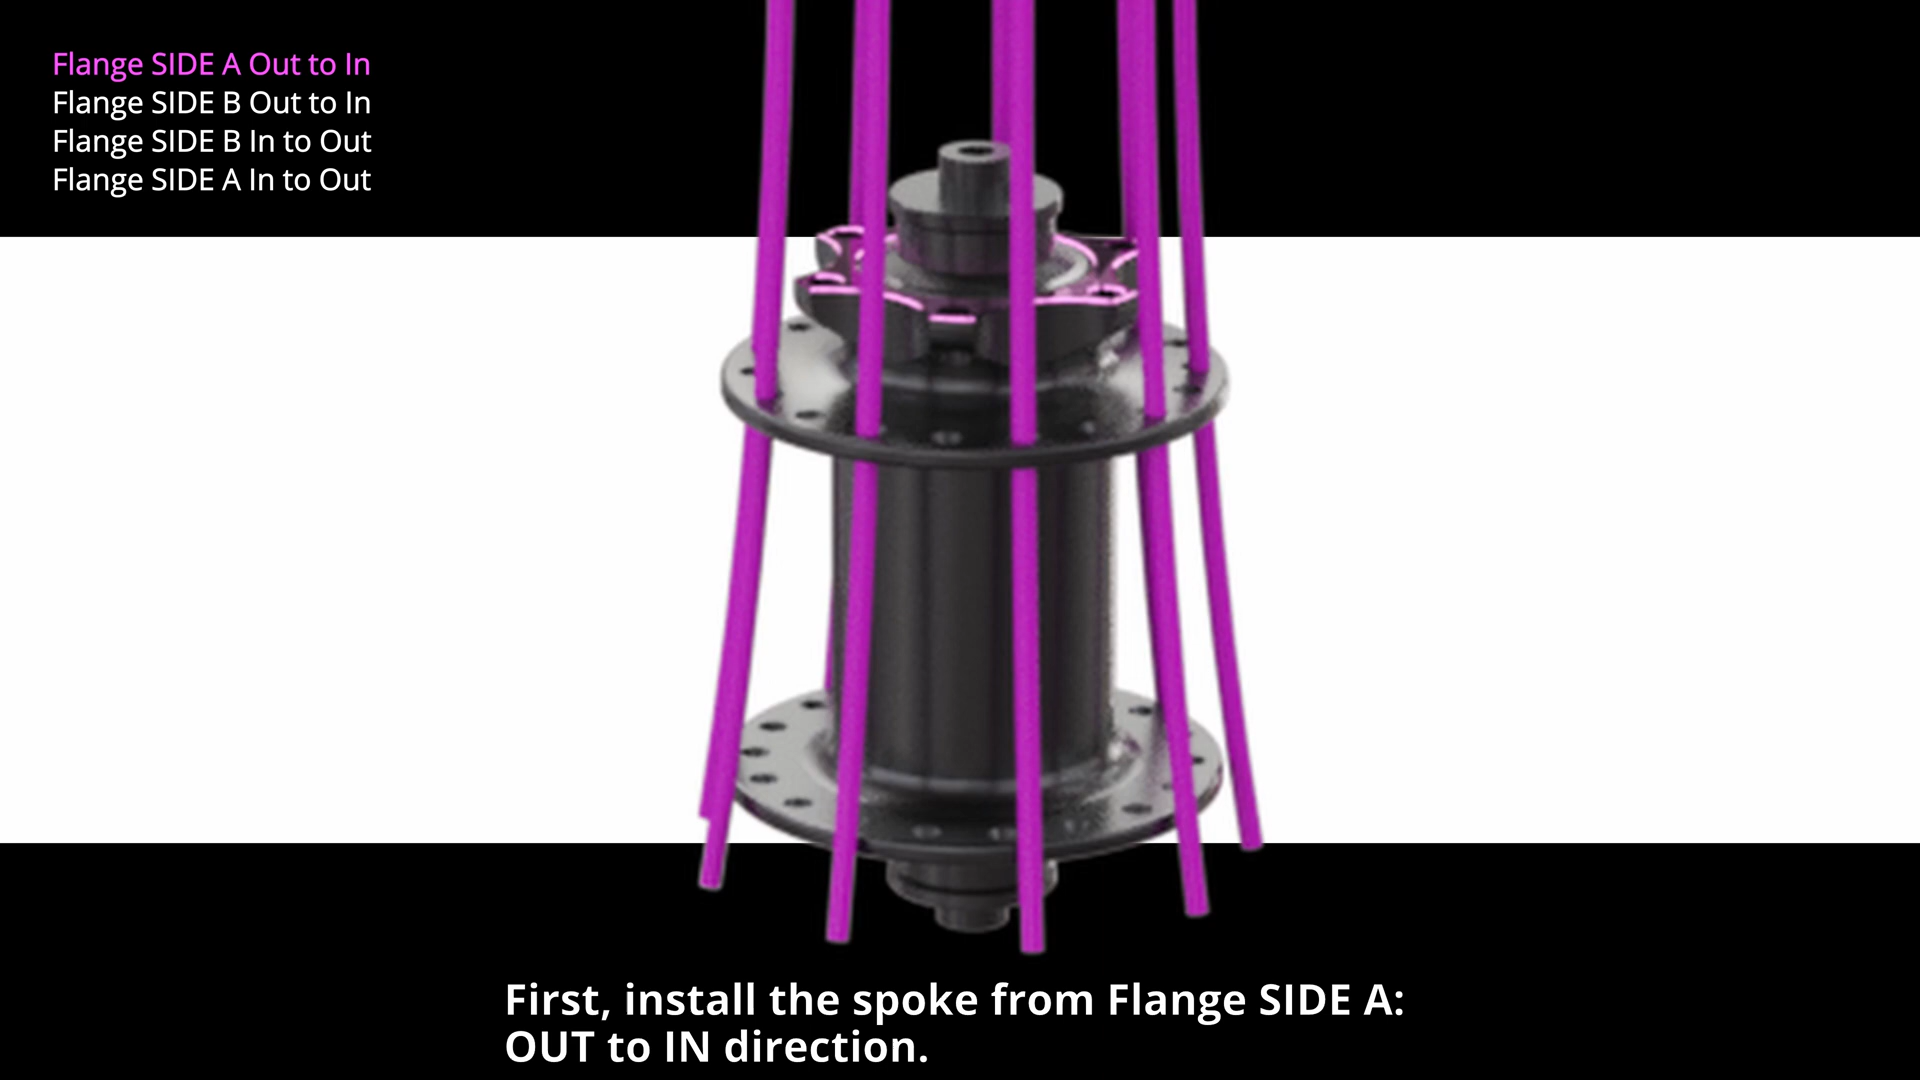 Flange SIDE A Out to In
Flange SIDE B Out to In
Flange SIDE B In to Out
Flange SIDE A In to Out
First, install the spoke from Flange SIDE A:
OUT to IN direction.